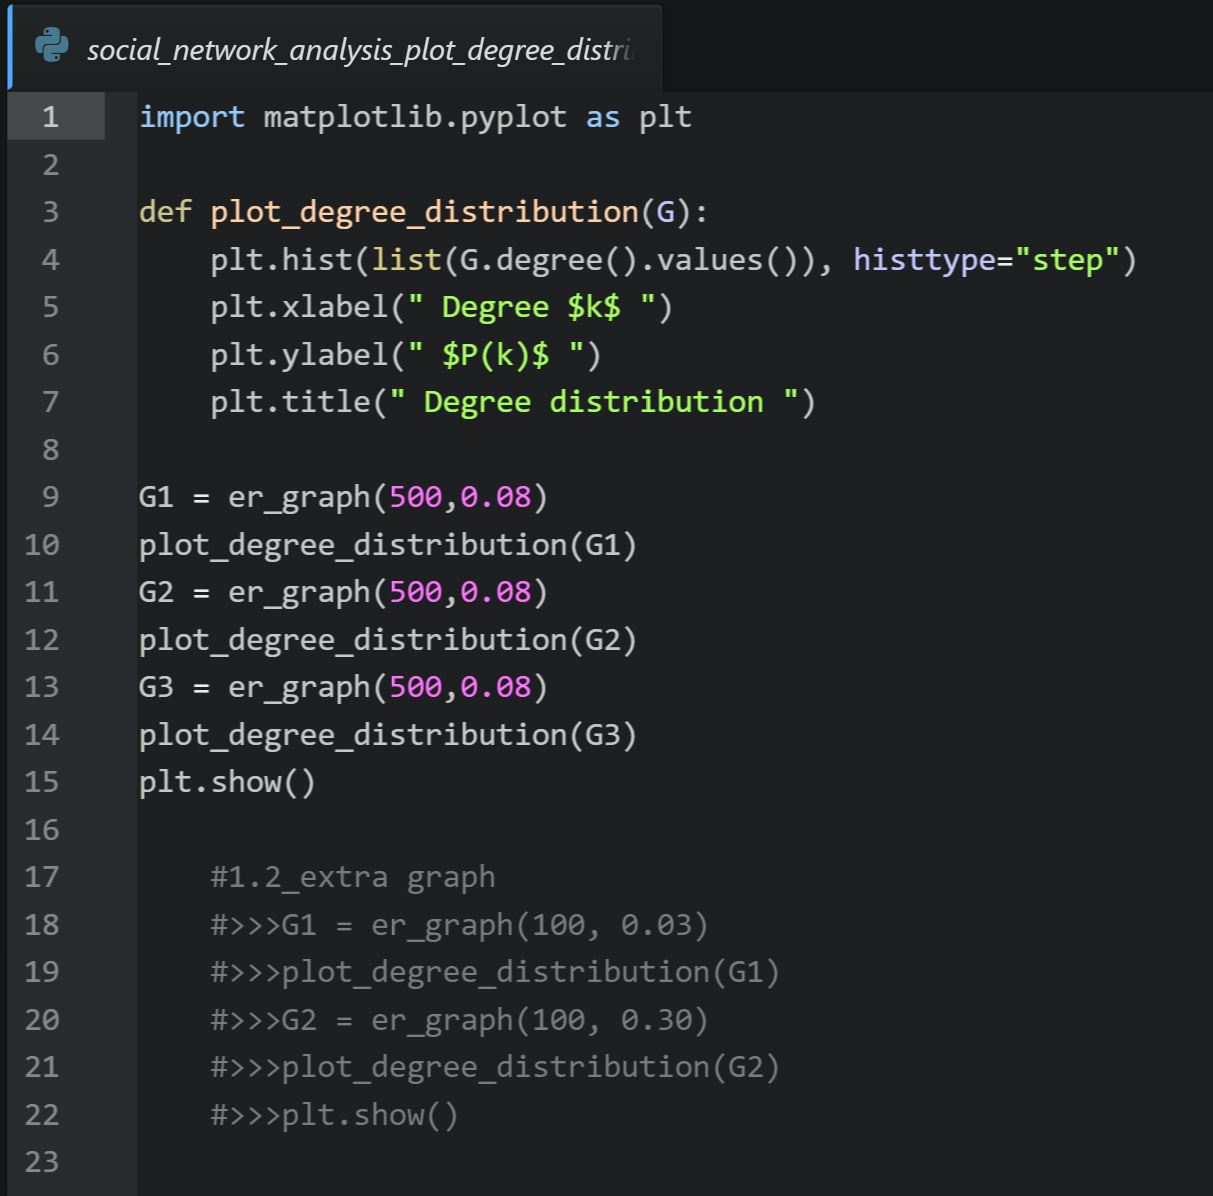 social_network_analysis_plot_degree_distri
1 import matplotlib.pyplot as plt
2
3 def plot_degree_distribution(G):
4     plt.hist(list(G.degree().values()), histtype="step")
5     plt.xlabel(" Degree $k$ ")
6     plt.ylabel(" $P(k)$ ")
7     plt.title(" Degree distribution ")
8
9 G1 = er_graph(500,0.08)
10 plot_degree_distribution(G1)
11 G2 = er_graph(500,0.08)
12 plot_degree_distribution(G2)
13 G3 = er_graph(500,0.08)
14 plot_degree_distribution(G3)
15 plt.show()
16
17     #1.2_extra graph
18     #>>>G1 = er_graph(100, 0.03)
19     #>>>plot_degree_distribution(G1)
20     #>>>G2 = er_graph(100, 0.30)
21     #>>>plot_degree_distribution(G2)
22     #>>>plt.show()
23